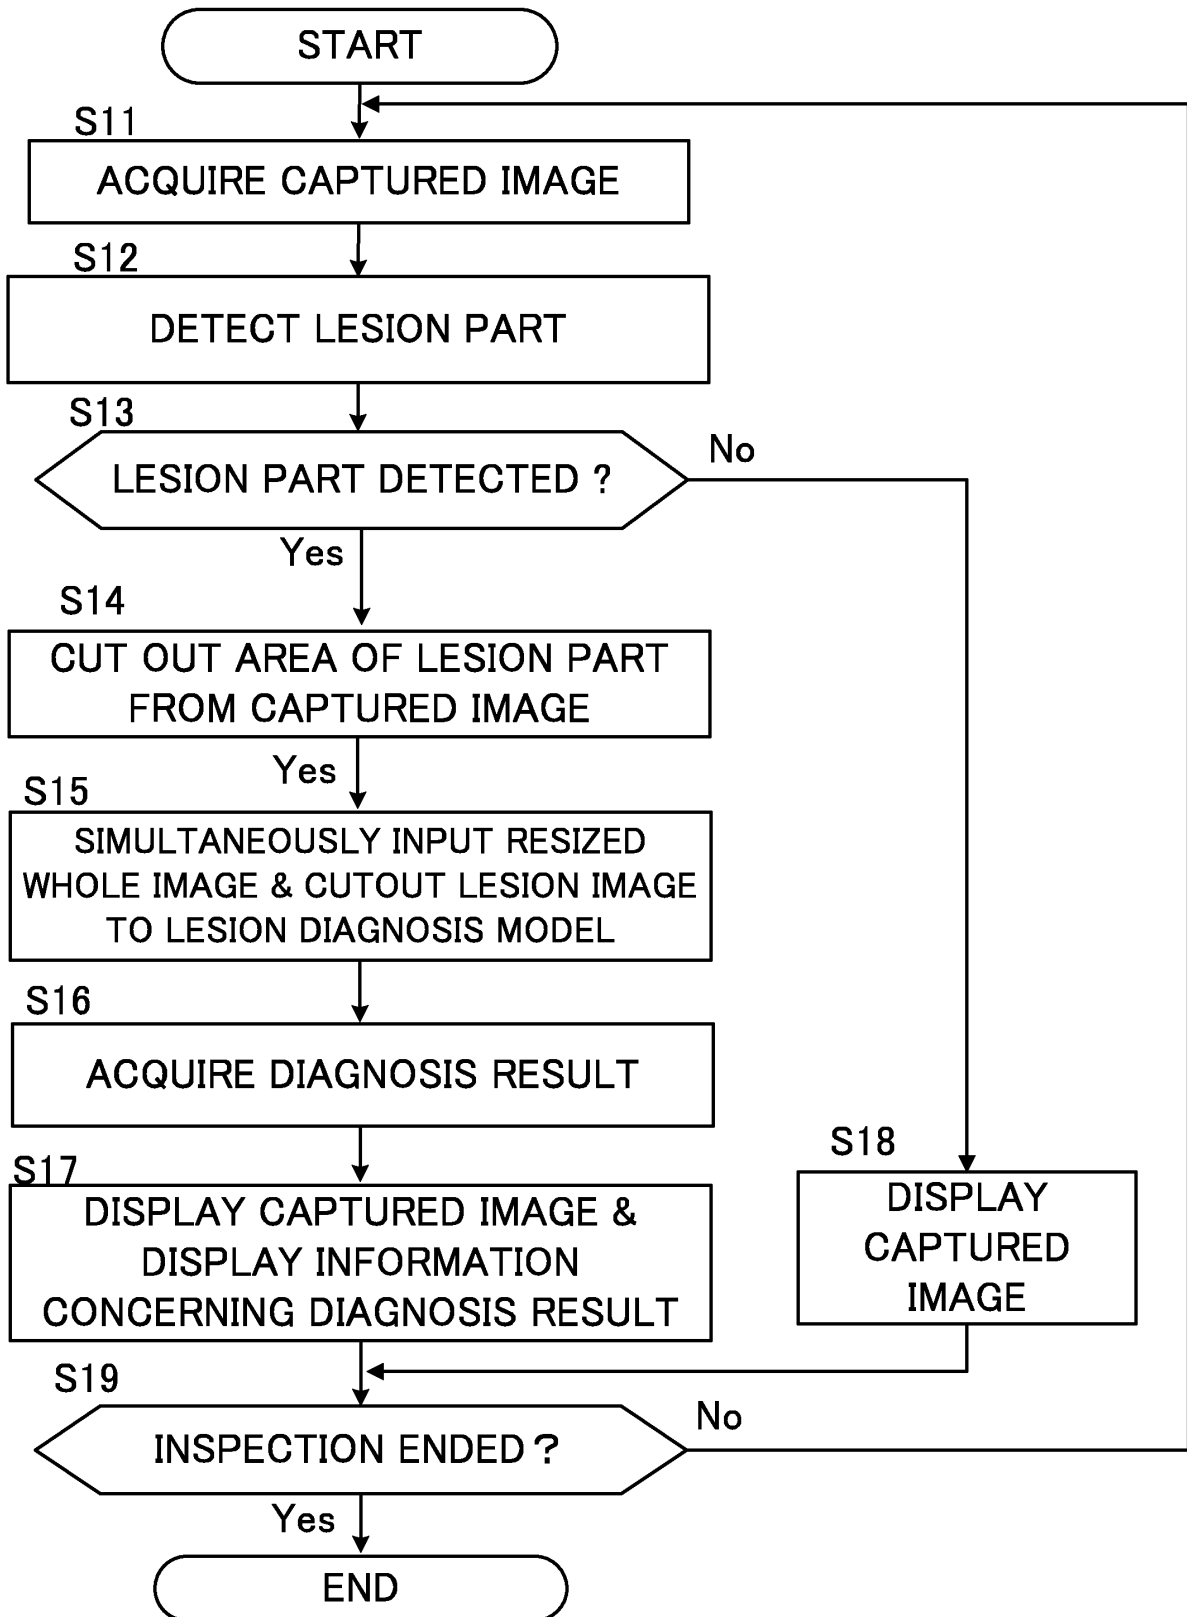 START
S11
ACQUIRE CAPTURED IMAGE
S12
DETECT LESION PART
S13
LESION PART DETECTED ?
No
Yes
S14
CUT OUT AREA OF LESION PART
FROM CAPTURED IMAGE
Yes
S15
SIMULTANEOUSLY INPUT RESIZED
WHOLE IMAGE & CUTOUT LESION IMAGE
TO LESION DIAGNOSIS MODEL
S16
ACQUIRE DIAGNOSIS RESULT
S17
DISPLAY CAPTURED IMAGE &
DISPLAY INFORMATION
CONCERNING DIAGNOSIS RESULT
S18
DISPLAY
CAPTURED
IMAGE
S19
INSPECTION ENDED ?
No
Yes
END